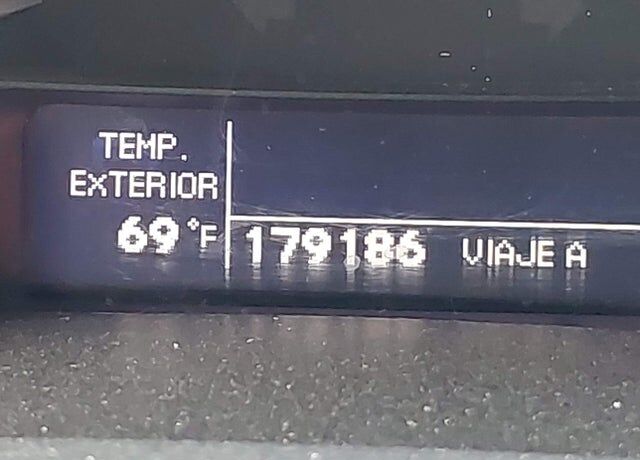 TEMP.
EXTERIOR
69°F
179186 VIAJE A